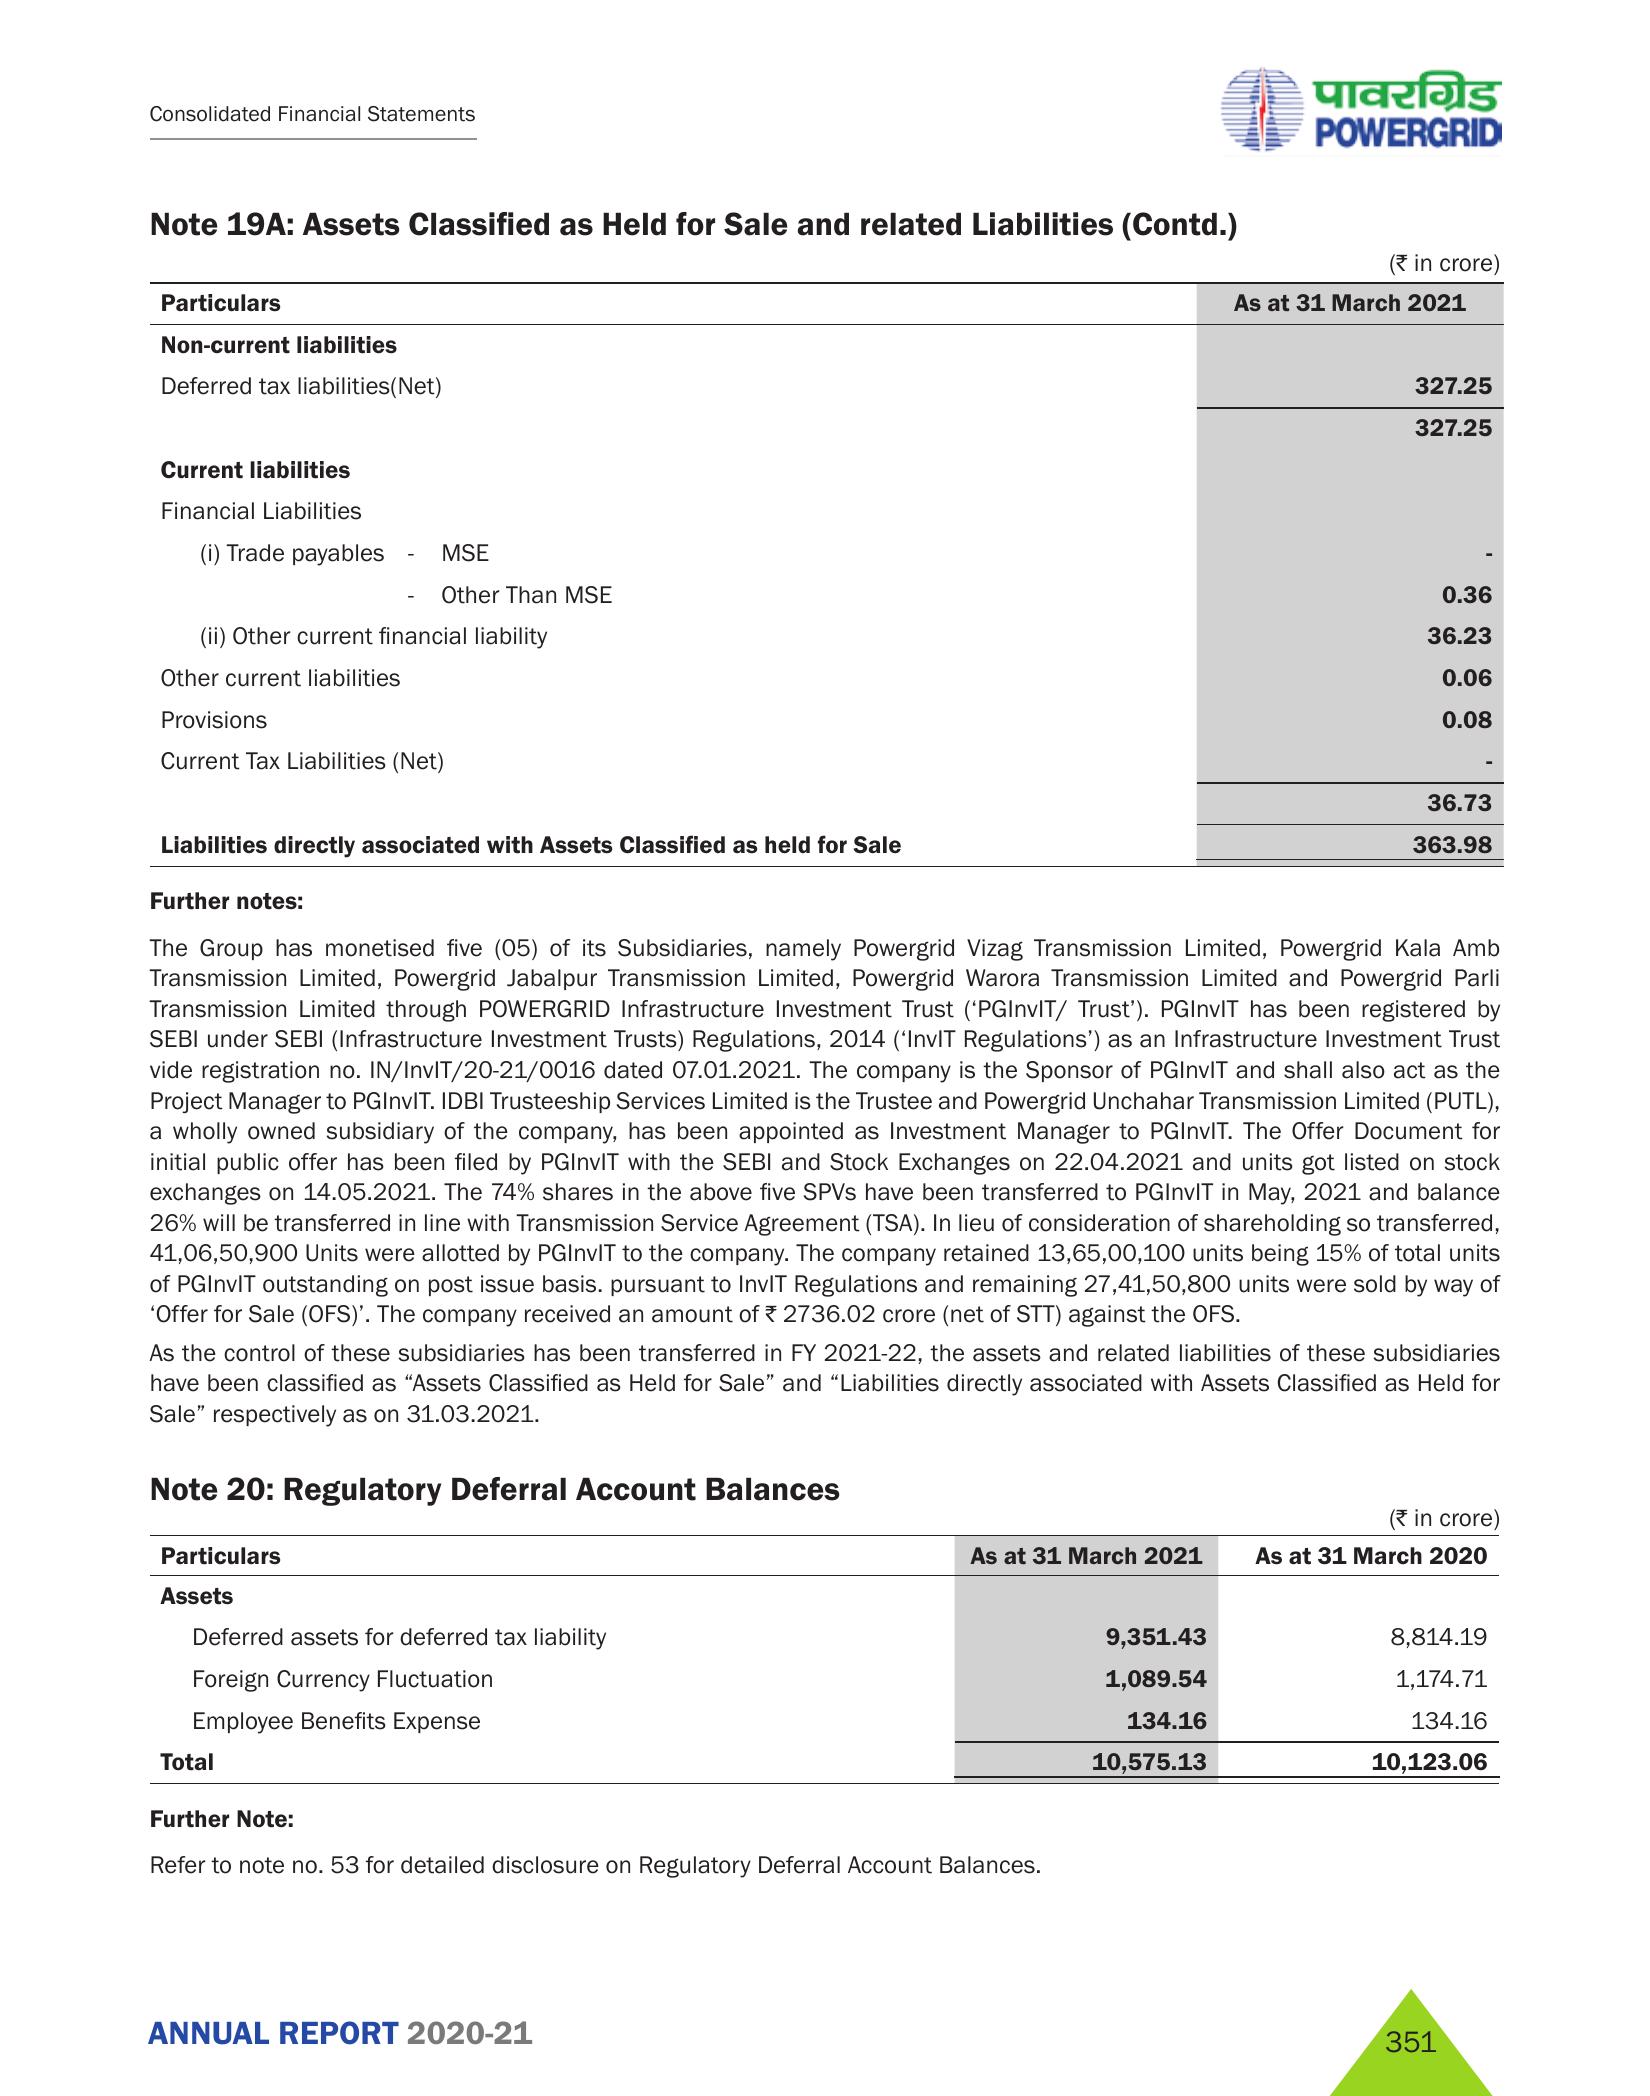 Consolidated Financial Statements
पावरग्रिड
POWERGRID
Note 19A: Assets Classified as Held for Sale and related Liabilities (Contd.)
(₹ in crore)
Particulars As at 31 March 2021
Non-current liabilities
Deferred tax liabilities(Net) 327.25
327.25
Current liabilities
Financial Liabilities
(i) Trade payables - MSE -
- Other Than MSE 0.36
(ii) Other current financial liability 36.23
Other current liabilities 0.06
Provisions 0.08
Current Tax Liabilities (Net) -
36.73
Liabilities directly associated with Assets Classified as held for Sale 363.98
Further notes:
The Group has monetised five (05) of its Subsidiaries, namely Powergrid Vizag Transmission Limited, Powergrid Kala Amb
Transmission Limited, Powergrid Jabalpur Transmission Limited, Powergrid Warora Transmission Limited and Powergrid Parli
Transmission Limited through POWERGRID Infrastructure Investment Trust (‘PGInvIT/ Trust’). PGInvIT has been registered by
SEBI under SEBI (Infrastructure Investment Trusts) Regulations, 2014 (‘InvIT Regulations’) as an Infrastructure Investment Trust
vide registration no. IN/InvIT/20-21/0016 dated 07.01.2021. The company is the Sponsor of PGInvIT and shall also act as the
Project Manager to PGInvIT. IDBI Trusteeship Services Limited is the Trustee and Powergrid Unchahar Transmission Limited (PUTL),
a wholly owned subsidiary of the company, has been appointed as Investment Manager to PGInvIT. The Offer Document for
initial public offer has been filed by PGInvIT with the SEBI and Stock Exchanges on 22.04.2021 and units got listed on stock
exchanges on 14.05.2021. The 74% shares in the above five SPVs have been transferred to PGInvIT in May, 2021 and balance
26% will be transferred in line with Transmission Service Agreement (TSA). In lieu of consideration of shareholding so transferred,
41,06,50,900 Units were allotted by PGInvIT to the company. The company retained 13,65,00,100 units being 15% of total units
of PGInvIT outstanding on post issue basis. pursuant to InvIT Regulations and remaining 27,41,50,800 units were sold by way of
‘Offer for Sale (OFS)’. The company received an amount of ₹ 2736.02 crore (net of STT) against the OFS.
As the control of these subsidiaries has been transferred in FY 2021-22, the assets and related liabilities of these subsidiaries
have been classified as “Assets Classified as Held for Sale” and “Liabilities directly associated with Assets Classified as Held for
Sale” respectively as on 31.03.2021.
Note 20: Regulatory Deferral Account Balances
(₹ in crore)
Particulars As at 31 March 2021 As at 31 March 2020
Assets
Deferred assets for deferred tax liability 9,351.43 8,814.19
Foreign Currency Fluctuation 1,089.54 1,174.71
Employee Benefits Expense 134.16 134.16
Total 10,575.13 10,123.06
Further Note:
Refer to note no. 53 for detailed disclosure on Regulatory Deferral Account Balances.
ANNUAL REPORT 2020-21
351